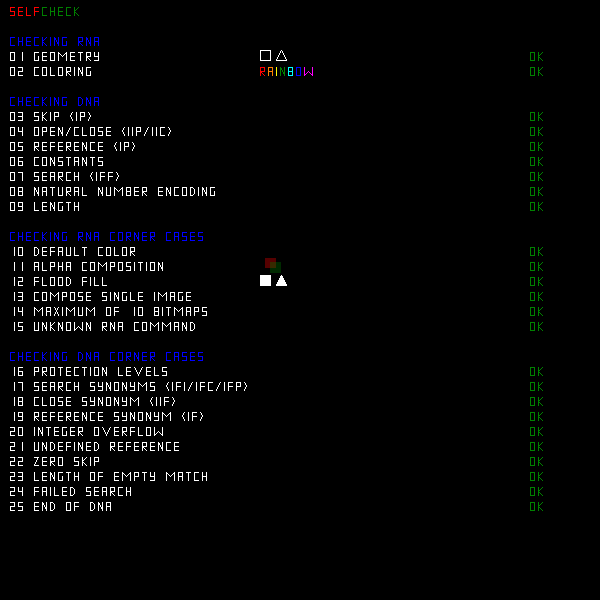 SELFCHECK
CHECKING RNA
01 GEOMETRY OK
02 COLORING RAINBOW OK
CHECKING DNA
03 SKIP (IP) OK
04 OPEN/CLOSE (IIP/IIC) OK
05 REFERENCE (IP) OK
06 CONSTANTS OK
07 SEARCH (IFF) OK
08 NATURAL NUMBER ENCODING OK
09 LENGTH OK
CHECKING RNA CORNER CASES
10 DEFAULT COLOR OK
11 ALPHA COMPOSITION OK
12 FLOOD FILL OK
13 COMPOSE SINGLE IMAGE OK
14 MAXIMUM OF 10 BITMAPS OK
15 UNKNOWN RNA COMMAND OK
CHECKING DNA CORNER CASES
16 PROTECTION LEVELS OK
17 SEARCH SYNONYMS (IFI/IFC/IFP) OK
18 CLOSE SYNONYM (IIF) OK
19 REFERENCE SYNONYM (IF) OK
20 INTEGER OVERFLOW OK
21 UNDEFINED REFERENCE OK
22 ZERO SKIP OK
23 LENGTH OF EMPTY MATCH OK
24 FAILED SEARCH OK
25 END OF DNA OK